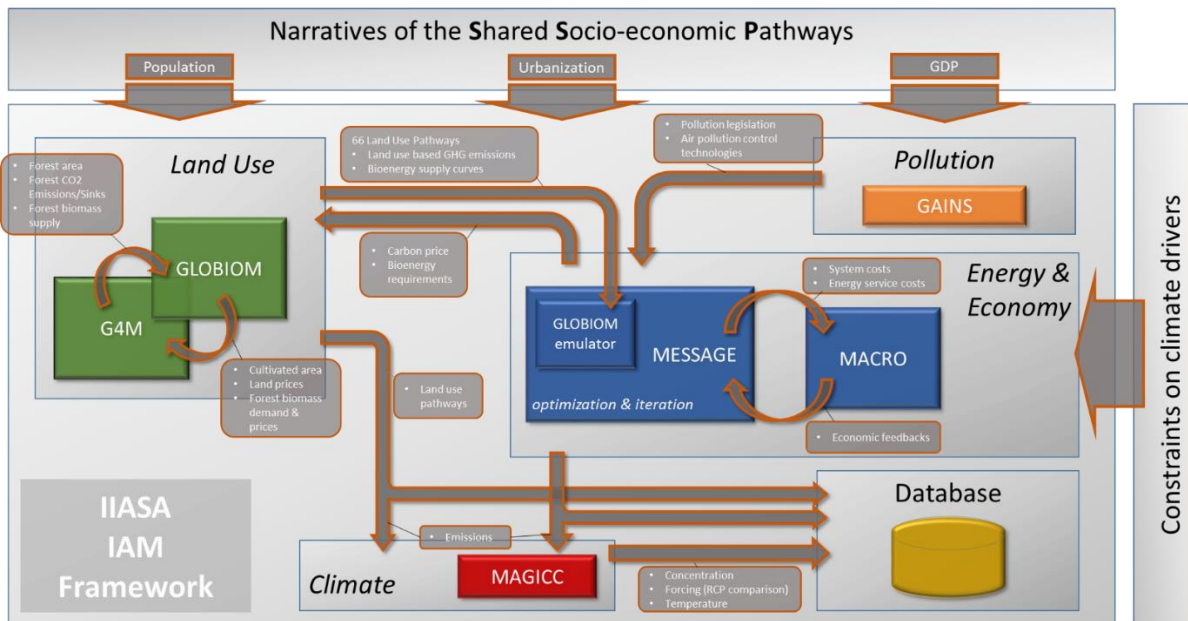 Narratives of the Shared Socio-economic Pathways
Population
Urbanization
GDP
Land Use
• Forest area
• Forest CO2
Emissions/Sinks
• Forest biomass
supply
GLOBIOM
G4M
• Cultivated area
• Land prices
• Forest biomass
demand &
prices
66 Land Use Pathways
• Land use based GHG emissions
• Bioenergy supply curves
• Carbon price
• Bioenergy
requirements
• Land use
pathways
• Pollution legislation
• Air pollution control
technologies
Pollution
GAINS
Energy &
Economy
• System costs
• Energy service costs
GLOBIOM
emulator
MESSAGE
optimization & iteration
MACRO
• Economic feedbacks
Constraints on climate drivers
IIASA
IAM
Framework
• Emissions
Climate
MAGICC
• Concentration
• Forcing (RCP comparison)
• Temperature
Database